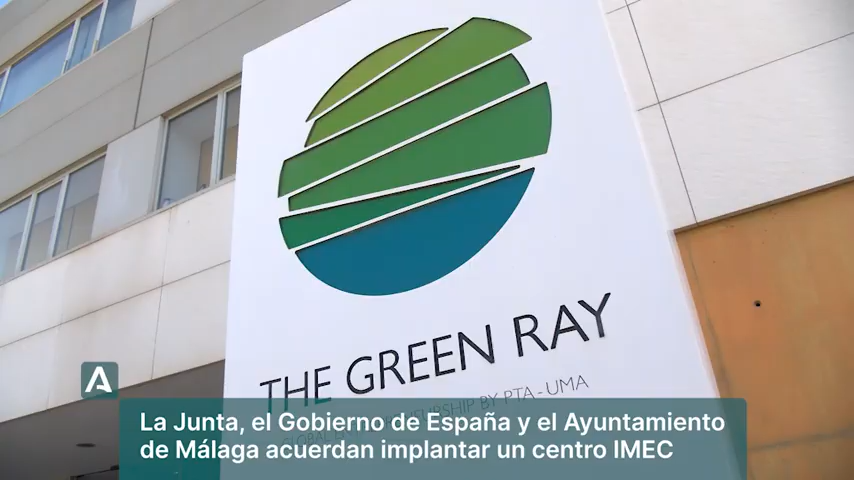 THE GREEN RAY
BY PTA - UMA
La Junta, el Gobierno de España y el Ayuntamiento
de Málaga acuerdan implantar un centro IMEC